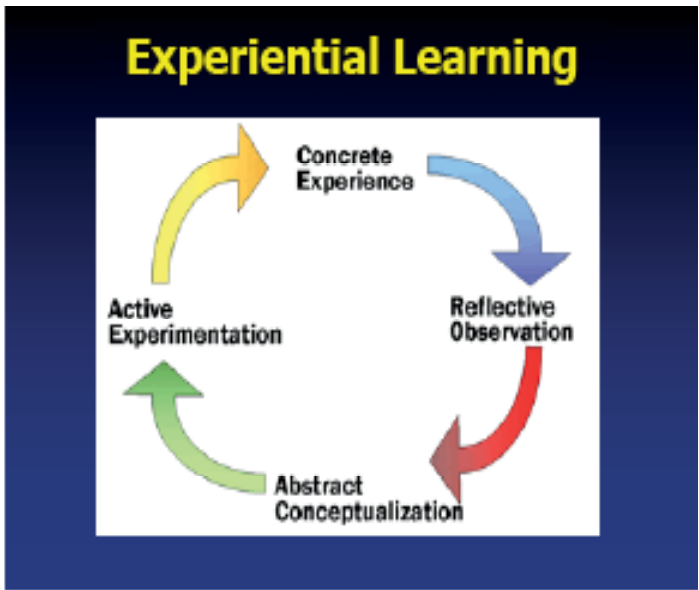 Experiential Learning
Concrete
Experience
Reflective
Observation
Abstract
Conceptualization
Active
Experimentation